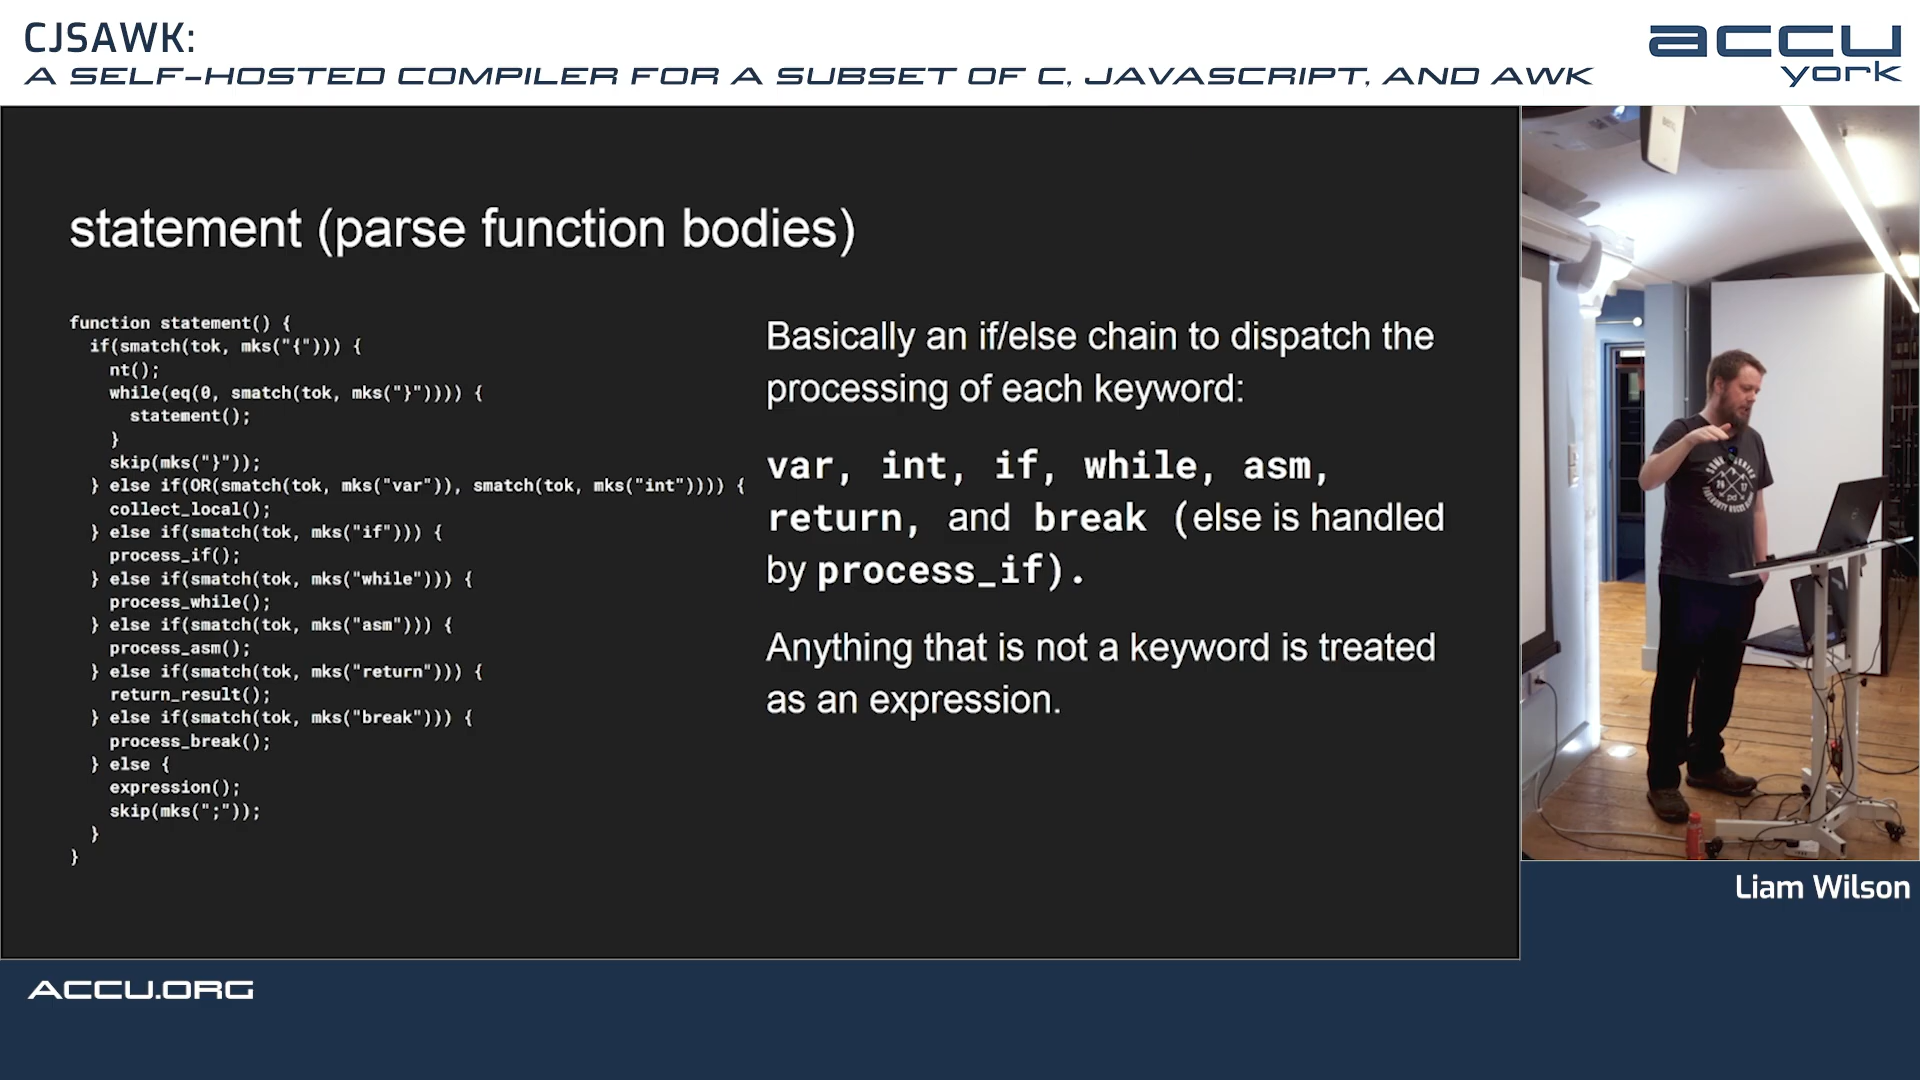 CJSAWK:
A SELF-HOSTED COMPILER FOR A SUBSET OF C, JAVASCRIPT, AND AWK
accu
york
statement (parse function bodies)
function statement() {
if(smatch(tok, mks("{"))) {
nt();
while(eq(0, smatch(tok, mks("}")))) {
statement();
}
skip(mks("}"));
} else if(OR(smatch(tok, mks("var")), smatch(tok, mks("int")))) {
collect_local();
} else if(smatch(tok, mks("if"))) {
process_if();
} else if(smatch(tok, mks("while"))) {
process_while();
} else if(smatch(tok, mks("asm"))) {
process_asm();
} else if(smatch(tok, mks("return"))) {
return_result();
} else if(smatch(tok, mks("break"))) {
process_break();
} else {
expression();
skip(mks(";"));
}
}
Basically an if/else chain to dispatch the
processing of each keyword:
var, int, if, while, asm,
return, and break (else is handled
by process_if).
Anything that is not a keyword is treated
as an expression.
Liam Wilson
ACCU.ORG